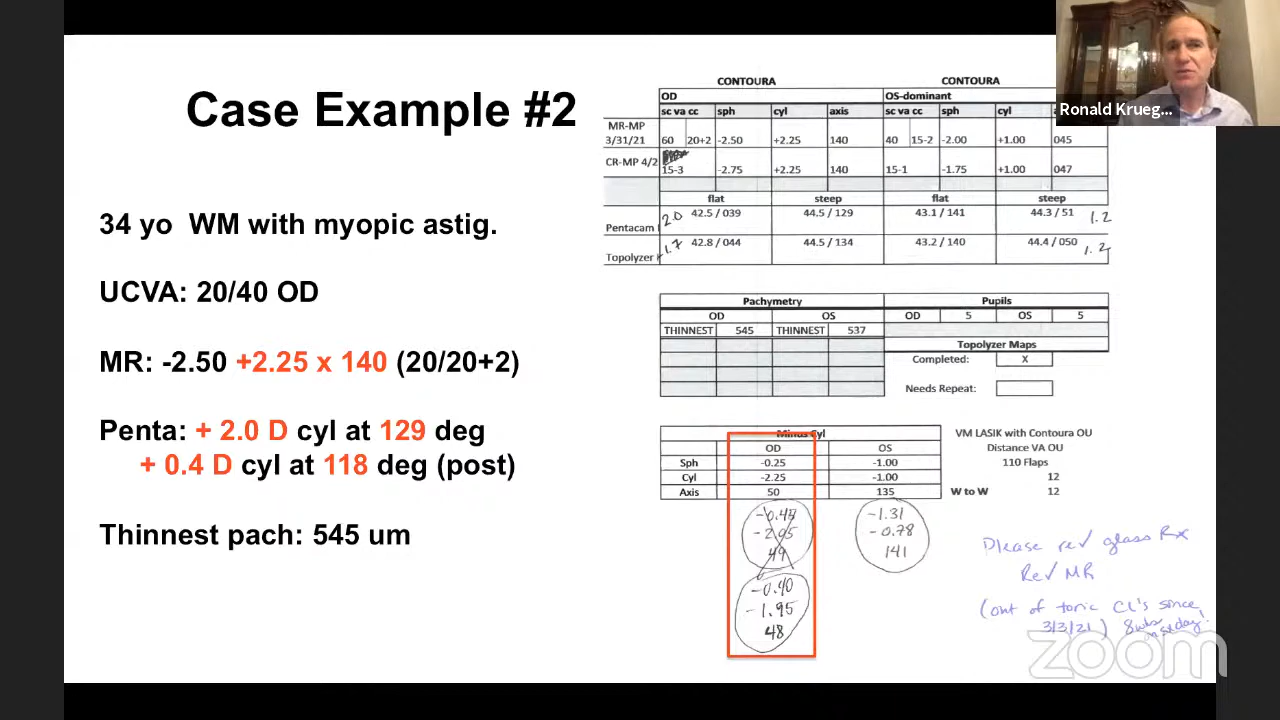 Case Example #2
34 yo WM with myopic astig.
UCVA: 20/40 OD
MR: -2.50 +2.25 x 140 (20/20+2)
Penta: + 2.0 D cyl at 129 deg
+ 0.4 D cyl at 118 deg (post)
Thinnest pach: 545 um
Ronald Krueg...
CONTOURA CONTOURA
OD OS-dominant
sc va cc sph cyl axis sc va cc sph cyl
MR-MP
3/31/21 60 20+2 -2.50 +2.25 140 40 15-2 -2.00 +1.00 045
CR-MP 4/2 15-3 -2.75 +2.25 140 15-1 -1.75 +1.00 047
flat steep flat steep
Pentacam 2.0 42.5 / 039 44.5 / 129 43.1 / 141 44.3 / 51 1.2
Topolyzer 1.7 42.8 / 044 44.5 / 134 43.2 / 140 44.4 / 050 1.2
Pachymetry Pupils
OD OS OD 5 OS 5
THINNEST 545 THINNEST 537
Topolyzer Maps
Completed: X
Needs Repeat:
Minus Cyl
OD OS
Sph -0.25 -1.00
Cyl -2.25 -1.00
Axis 50 135
VM LASIK with Contoura OU
Distance VA OU
110 Flaps
12
W to W 12
-2.05
49
-0.40
-1.95
48
-1.31
-0.78
141
Please rev glass Rx
Rev MR
(out of toric CL's since
3/3/21)
zoom